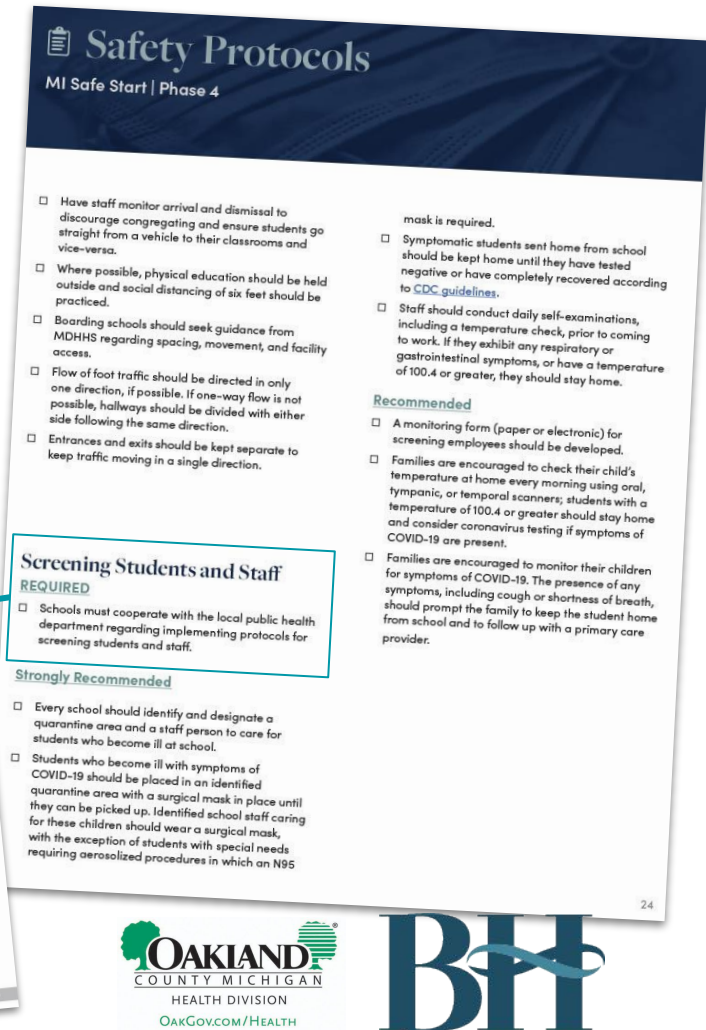 Safety Protocols
MI Safe Start | Phase 4
☐ Have staff monitor arrival and dismissal to
discourage congregating and ensure students go
straight from a vehicle to their classrooms and
vice-versa.
☐ Where possible, physical education should be held
outside and social distancing of six feet should be
practiced.
☐ Boarding schools should seek guidance from
MDHHS regarding spacing, movement, and facility
access.
☐ Flow of foot traffic should be directed in only
one direction, if possible. If one-way flow is not
possible, hallways should be divided with either
side following the same direction.
☐ Entrances and exits should be kept separate to
keep traffic moving in a single direction.
Screening Students and Staff
REQUIRED
☐ Schools must cooperate with the local public health
department regarding implementing protocols for
screening students and staff.
Strongly Recommended
☐ Every school should identify and designate a
quarantine area and a staff person to care for
students who become ill at school.
☐ Students who become ill with symptoms of
COVID-19 should be placed in an identified
quarantine area with a surgical mask in place until
they can be picked up. Identified school staff caring
for these children should wear a surgical mask,
with the exception of students with special needs
requiring aerosolized procedures in which an N95
mask is required.
☐ Symptomatic students sent home from school
should be kept home until they have tested
negative or have completely recovered according
to CDC guidelines.
☐ Staff should conduct daily self-examinations,
including a temperature check, prior to coming
to work. If they exhibit any respiratory or
gastrointestinal symptoms, or have a temperature
of 100.4 or greater, they should stay home.
Recommended
☐ A monitoring form (paper or electronic) for
screening employees should be developed.
☐ Families are encouraged to check their child's
temperature at home every morning using oral,
tympanic, or temporal scanners; students with a
temperature of 100.4 or greater should stay home
and consider coronavirus testing if symptoms of
COVID-19 are present.
☐ Families are encouraged to monitor their children
for symptoms of COVID-19. The presence of any
symptoms, including cough or shortness of breath,
should prompt the family to keep the student home
from school and to follow up with a primary care
provider.
24
OAKLAND®
COUNTY MICHIGAN
HEALTH DIVISION
OAKGOV.COM/HEALTH
BH